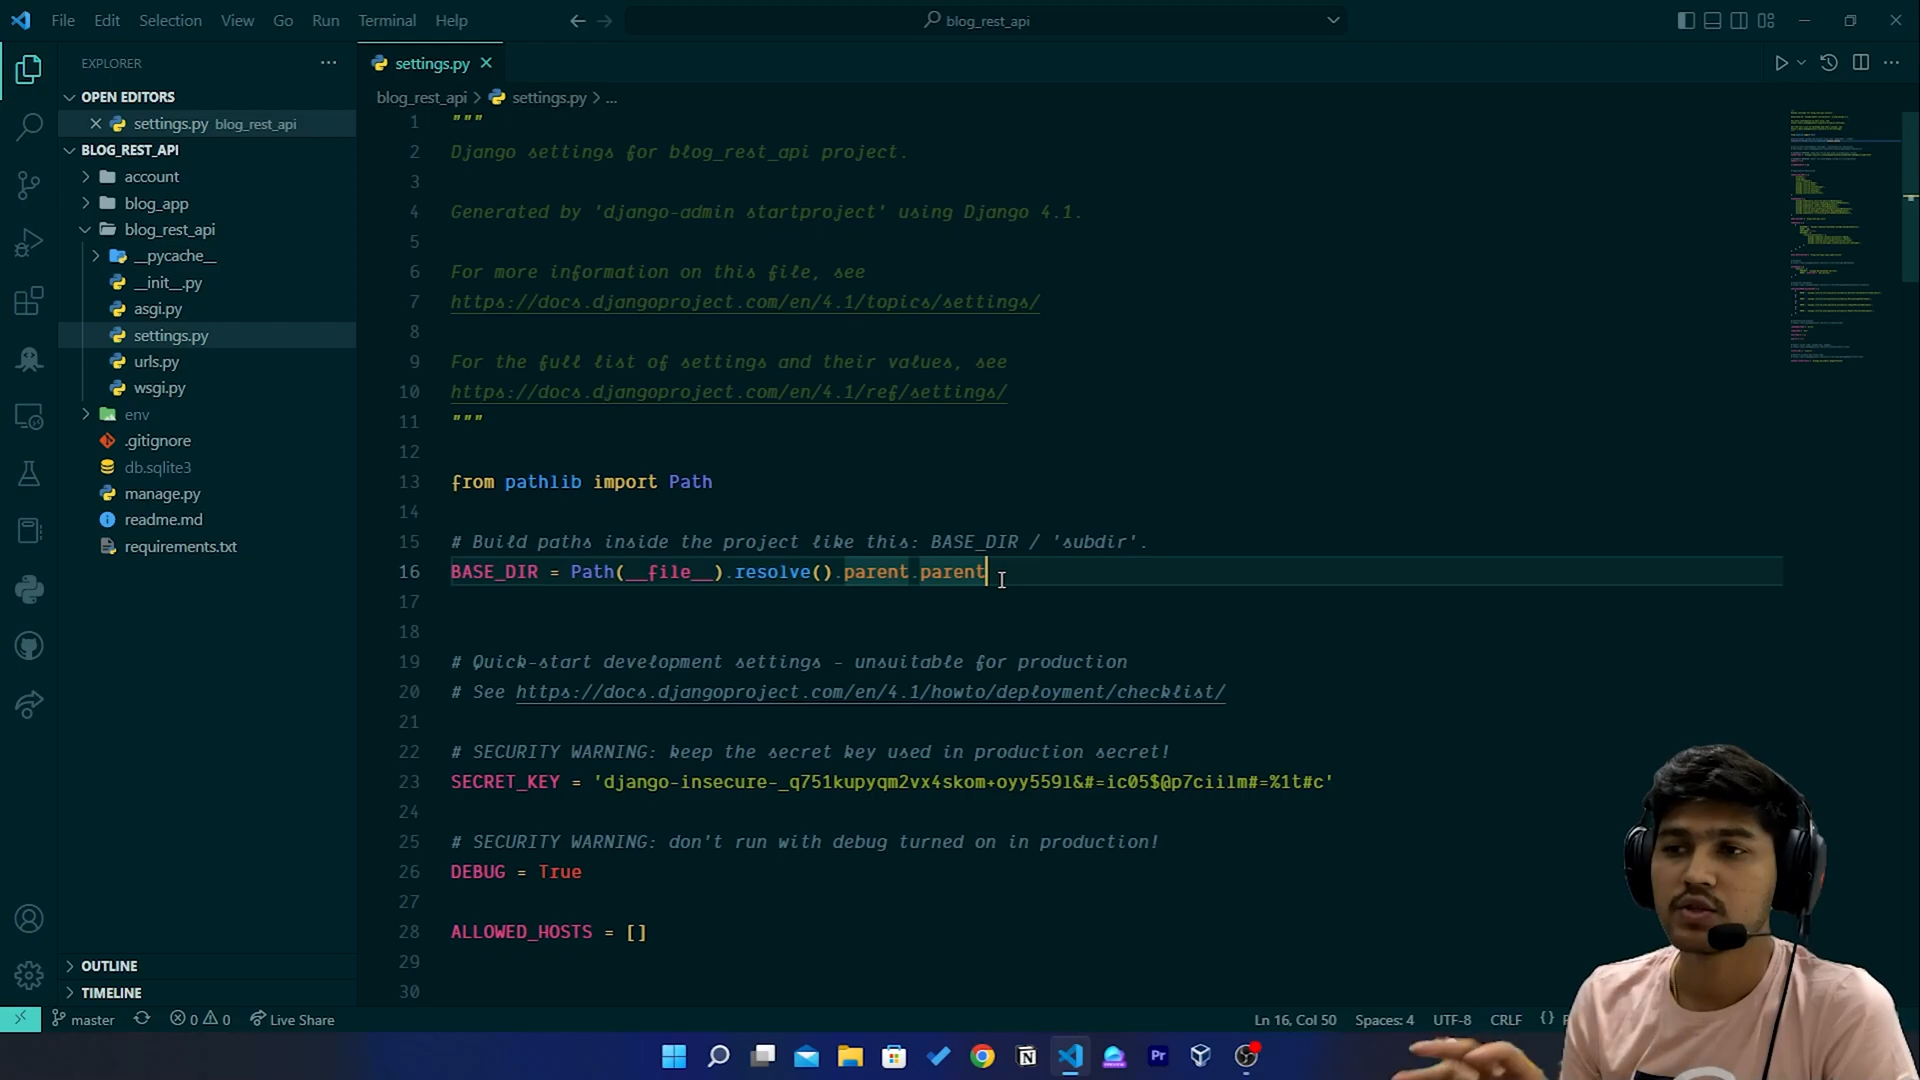 File Edit Selection View Go Run Terminal Help
blog_rest_api
EXPLORER
OPEN EDITORS
settings.py blog_rest_api
BLOG_REST_API
account
blog_app
blog_rest_api
__pycache__
__init__.py
asgi.py
settings.py
urls.py
wsgi.py
env
.gitignore
db.sqlite3
manage.py
readme.md
requirements.txt
OUTLINE
TIMELINE
settings.py
blog_rest_api > settings.py > ...
1 """
2 Django settings for blog_rest_api project.
3
4 Generated by 'django-admin startproject' using Django 4.1.
5
6 For more information on this file, see
7 https://docs.djangoproject.com/en/4.1/topics/settings/
8
9 For the full list of settings and their values, see
10 https://docs.djangoproject.com/en/4.1/ref/settings/
11 """
12
13 from pathlib import Path
14
15 # Build paths inside the project like this: BASE_DIR / 'subdir'.
16 BASE_DIR = Path(__file__).resolve().parent.parent
17
18
19 # Quick-start development settings - unsuitable for production
20 # See https://docs.djangoproject.com/en/4.1/howto/deployment/checklist/
21
22 # SECURITY WARNING: keep the secret key used in production secret!
23 SECRET_KEY = 'django-insecure-_q751kupyqm2vx4skom+oyy559l&#=ic05$@p7ciilm#=%1t#c'
24
25 # SECURITY WARNING: don't run with debug turned on in production!
26 DEBUG = True
27
28 ALLOWED_HOSTS = []
29
30
master 0 0 Live Share Ln 16, Col 50 Spaces: 4 UTF-8 CRLF {}
Pr